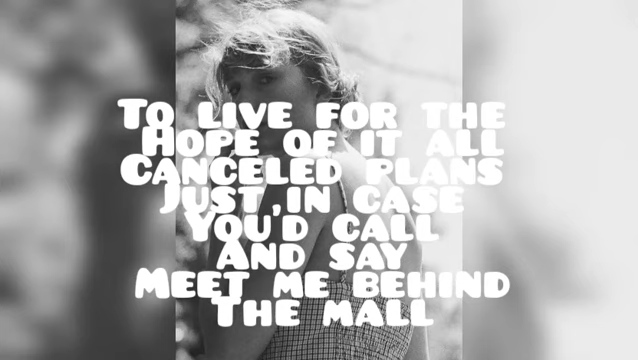 To live for the
Hope of it all
Canceled plans
Just in case
You'd call
And say
Meet me behind
The mall